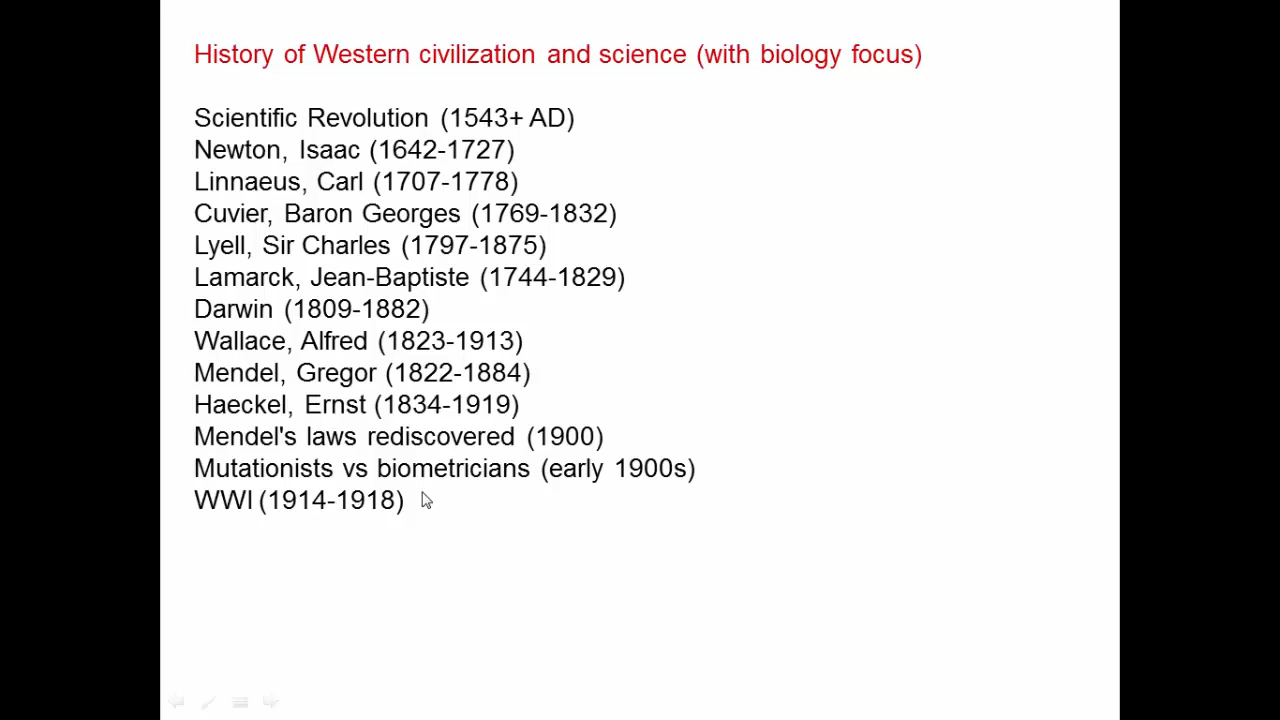 History of Western civilization and science (with biology focus)
Scientific Revolution (1543+ AD)
Newton, Isaac (1642-1727)
Linnaeus, Carl (1707-1778)
Cuvier, Baron Georges (1769-1832)
Lyell, Sir Charles (1797-1875)
Lamarck, Jean-Baptiste (1744-1829)
Darwin (1809-1882)
Wallace, Alfred (1823-1913)
Mendel, Gregor (1822-1884)
Haeckel, Ernst (1834-1919)
Mendel's laws rediscovered (1900)
Mutationists vs biometricians (early 1900s)
WWI (1914-1918)